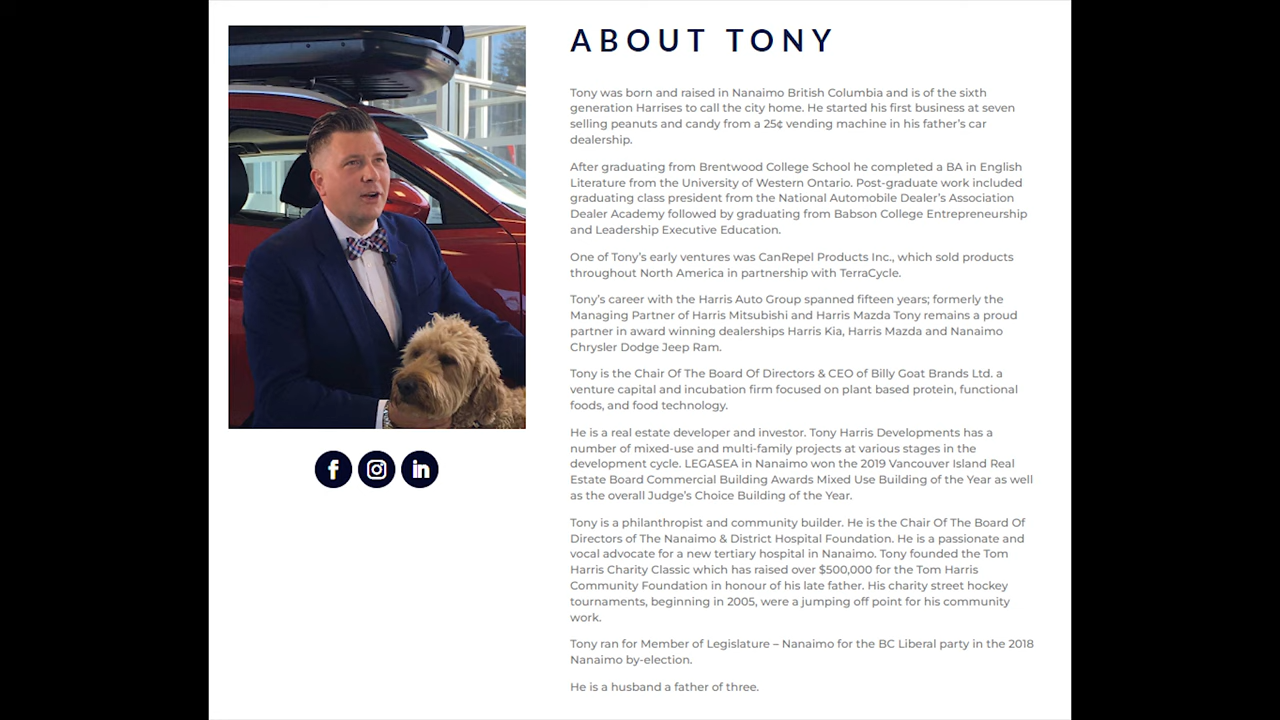 ABOUT TONY
Tony was born and raised in Nanaimo British Columbia and is of the sixth
generation Harrises to call the city home. He started his first business at seven
selling peanuts and candy from a 25¢ vending machine in his father's car
dealership.
After graduating from Brentwood College School he completed a BA in English
Literature from the University of Western Ontario. Post-graduate work included
graduating class president from the National Automobile Dealer's Association
Dealer Academy followed by graduating from Babson College Entrepreneurship
and Leadership Executive Education.
One of Tony's early ventures was CanRepel Products Inc., which sold products
throughout North America in partnership with TerraCycle.
Tony's career with the Harris Auto Group spanned fifteen years; formerly the
Managing Partner of Harris Mitsubishi and Harris Mazda Tony remains a proud
partner in award winning dealerships Harris Kia, Harris Mazda and Nanaimo
Chrysler Dodge Jeep Ram.
Tony is the Chair Of The Board Of Directors & CEO of Billy Goat Brands Ltd. a
venture capital and incubation firm focused on plant based protein, functional
foods, and food technology.
He is a real estate developer and investor. Tony Harris Developments has a
number of mixed-use and multi-family projects at various stages in the
development cycle. LEGASEA in Nanaimo won the 2019 Vancouver Island Real
Estate Board Commercial Building Awards Mixed Use Building of the Year as well
as the overall Judge's Choice Building of the Year.
Tony is a philanthropist and community builder. He is the Chair Of The Board Of
Directors of The Nanaimo & District Hospital Foundation. He is a passionate and
vocal advocate for a new tertiary hospital in Nanaimo. Tony founded the Tom
Harris Charity Classic which has raised over $500,000 for the Tom Harris
Community Foundation in honour of his late father. His charity street hockey
tournaments, beginning in 2005, were a jumping off point for his community
work.
Tony ran for Member of Legislature – Nanaimo for the BC Liberal party in the 2018
Nanaimo by-election.
He is a husband a father of three.